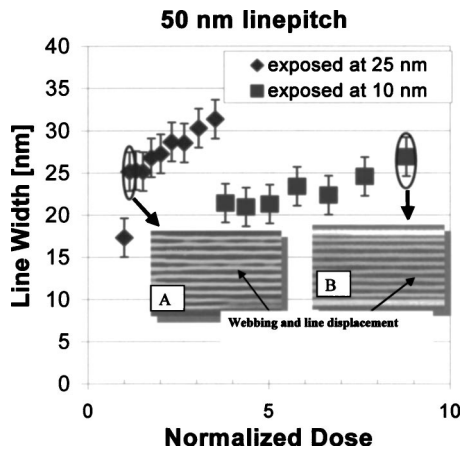 50 nm linepitch
exposed at 25 nm
exposed at 10 nm
Line Width [nm]
40
35
30
25
20
15
10
5
0
A
B
Webbing and line displacement
0
5
10
Normalized Dose